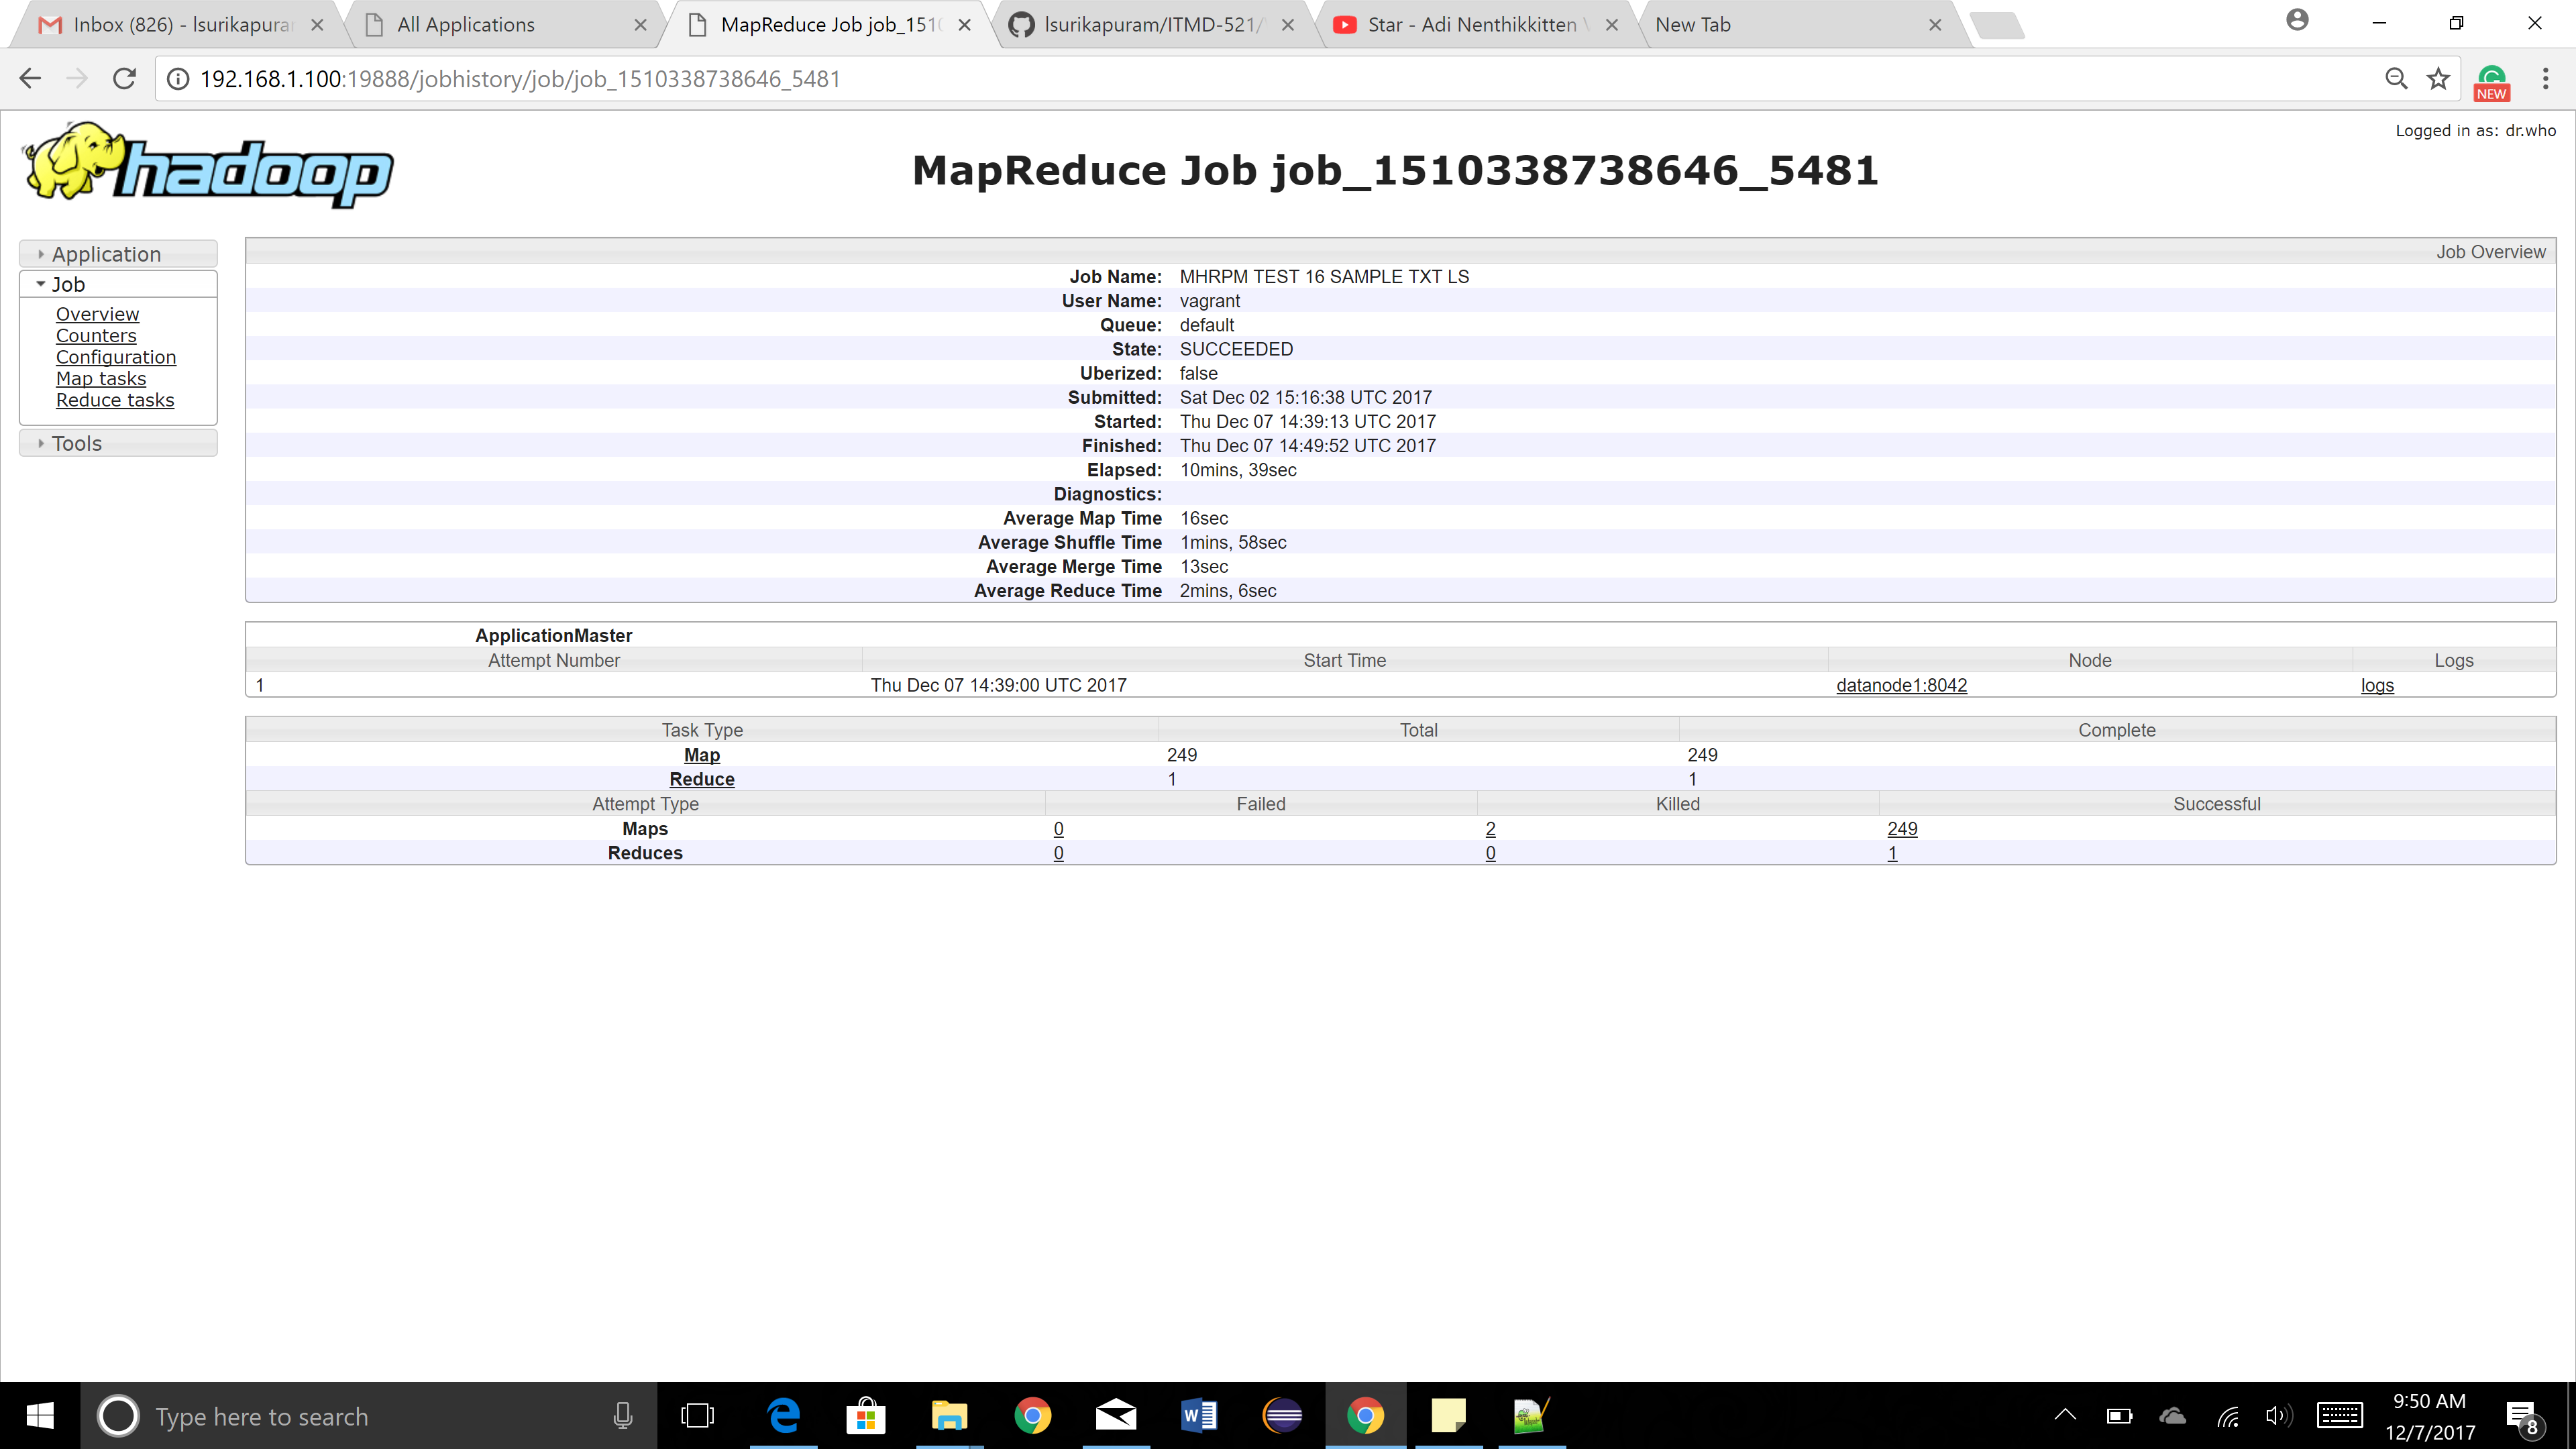 Inbox (826) - lsurikapurar
All Applications
MapReduce Job job_151
lsurikapuram/ITMD-521/
Star - Adi Nenthikkitten
New Tab
192.168.1.100:19888/jobhistory/job/job_1510338738646_5481
NEW
hadoop
MapReduce Job job_1510338738646_5481
Logged in as: dr.who
Application
Job
Overview
Counters
Configuration
Map tasks
Reduce tasks
Tools
Job Overview
Job Name: MHRPM TEST 16 SAMPLE TXT LS
User Name: vagrant
Queue: default
State: SUCCEEDED
Uberized: false
Submitted: Sat Dec 02 15:16:38 UTC 2017
Started: Thu Dec 07 14:39:13 UTC 2017
Finished: Thu Dec 07 14:49:52 UTC 2017
Elapsed: 10mins, 39sec
Diagnostics:
Average Map Time 16sec
Average Shuffle Time 1mins, 58sec
Average Merge Time 13sec
Average Reduce Time 2mins, 6sec
ApplicationMaster
Attempt Number Start Time Node Logs
1 Thu Dec 07 14:39:00 UTC 2017 datanode1:8042 logs
Task Type Total Complete
Map 249 249
Reduce 1 1
Attempt Type Failed Killed Successful
Maps 0 2 249
Reduces 0 0 1
Type here to search
9:50 AM
12/7/2017
8